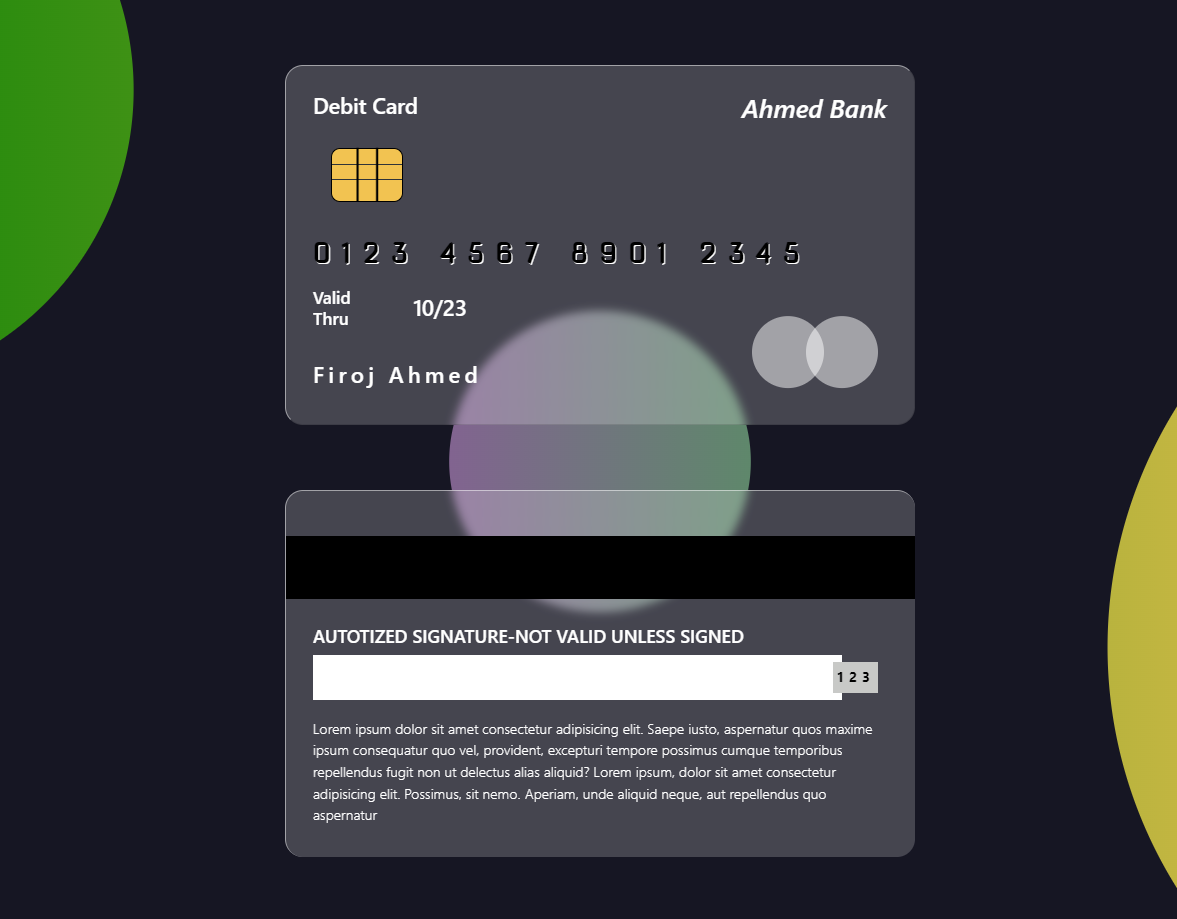 Debit Card
Ahmed Bank
0123 4567 8901 2345
Valid
Thru
10/23
Firoj Ahmed
AUTOTIZED SIGNATURE-NOT VALID UNLESS SIGNED
123
Lorem ipsum dolor sit amet consectetur adipisicing elit. Saepe iusto, aspernatur quos maxime
ipsum consequatur quo vel, provident, excepturi tempore possimus cumque temporibus
repellendus fugit non ut delectus alias aliquid? Lorem ipsum, dolor sit amet consectetur
adipisicing elit. Possimus, sit nemo. Aperiam, unde aliquid neque, aut repellendus quo
aspernatur